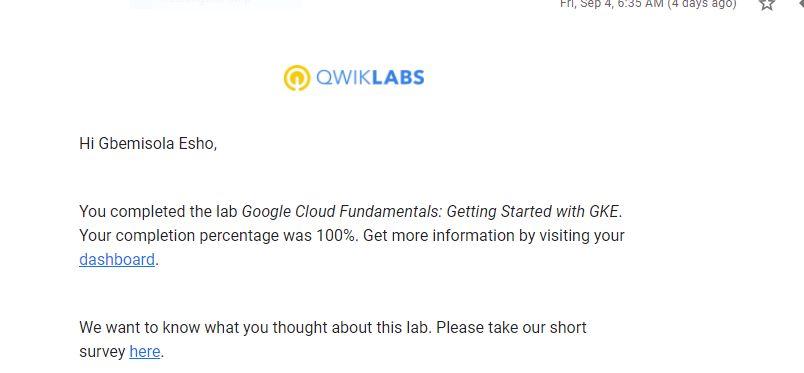 Fri, Sep 4, 6:35 AM (4 days ago)
QWIKLABS
Hi Gbemisola Esho,
You completed the lab Google Cloud Fundamentals: Getting Started with GKE.
Your completion percentage was 100%. Get more information by visiting your
dashboard.
We want to know what you thought about this lab. Please take our short
survey here.